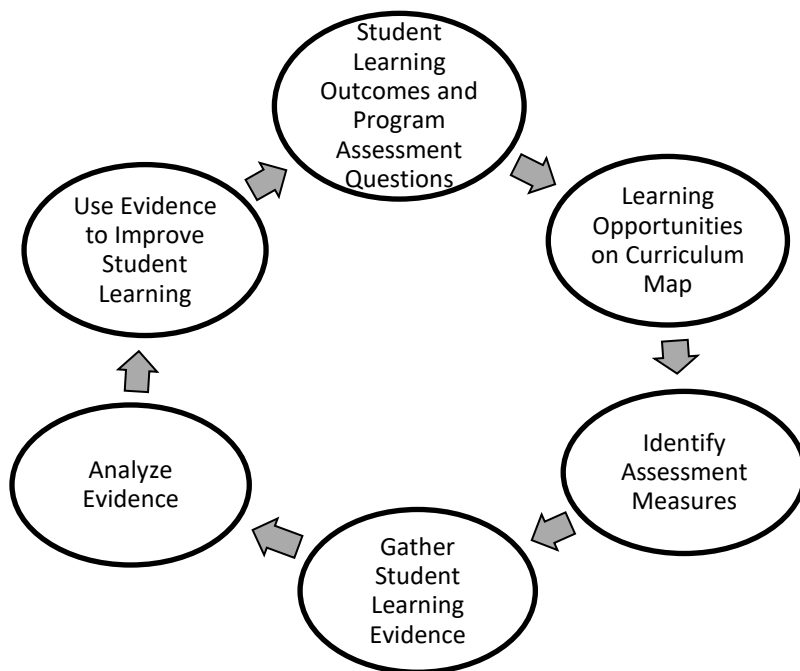 Student
Learning
Outcomes and
Program
Assessment
Questions
Learning
Opportunities
on Curriculum
Map
Identify
Assessment
Measures
Gather
Student
Learning
Evidence
Analyze
Evidence
Use Evidence
to Improve
Student
Learning